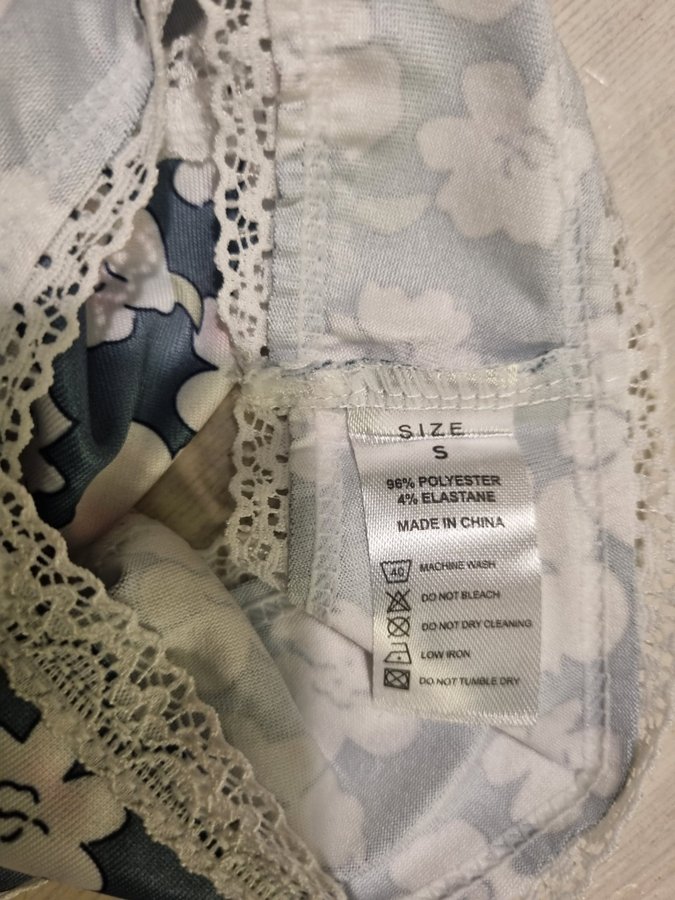 SIZE
S
96% POLYESTER
4% ELASTANE
MADE IN CHINA
40 MACHINE WASH
DO NOT BLEACH
DO NOT DRY CLEANING
LOW IRON
DO NOT TUMBLE DRY